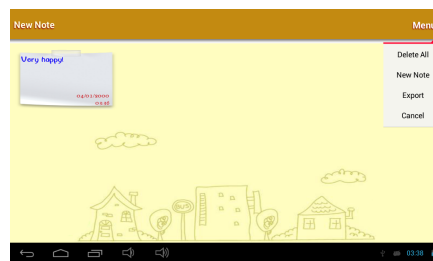 New Note
Menu
Very happy!
Delete All
New Note
Export
Cancel
03:38